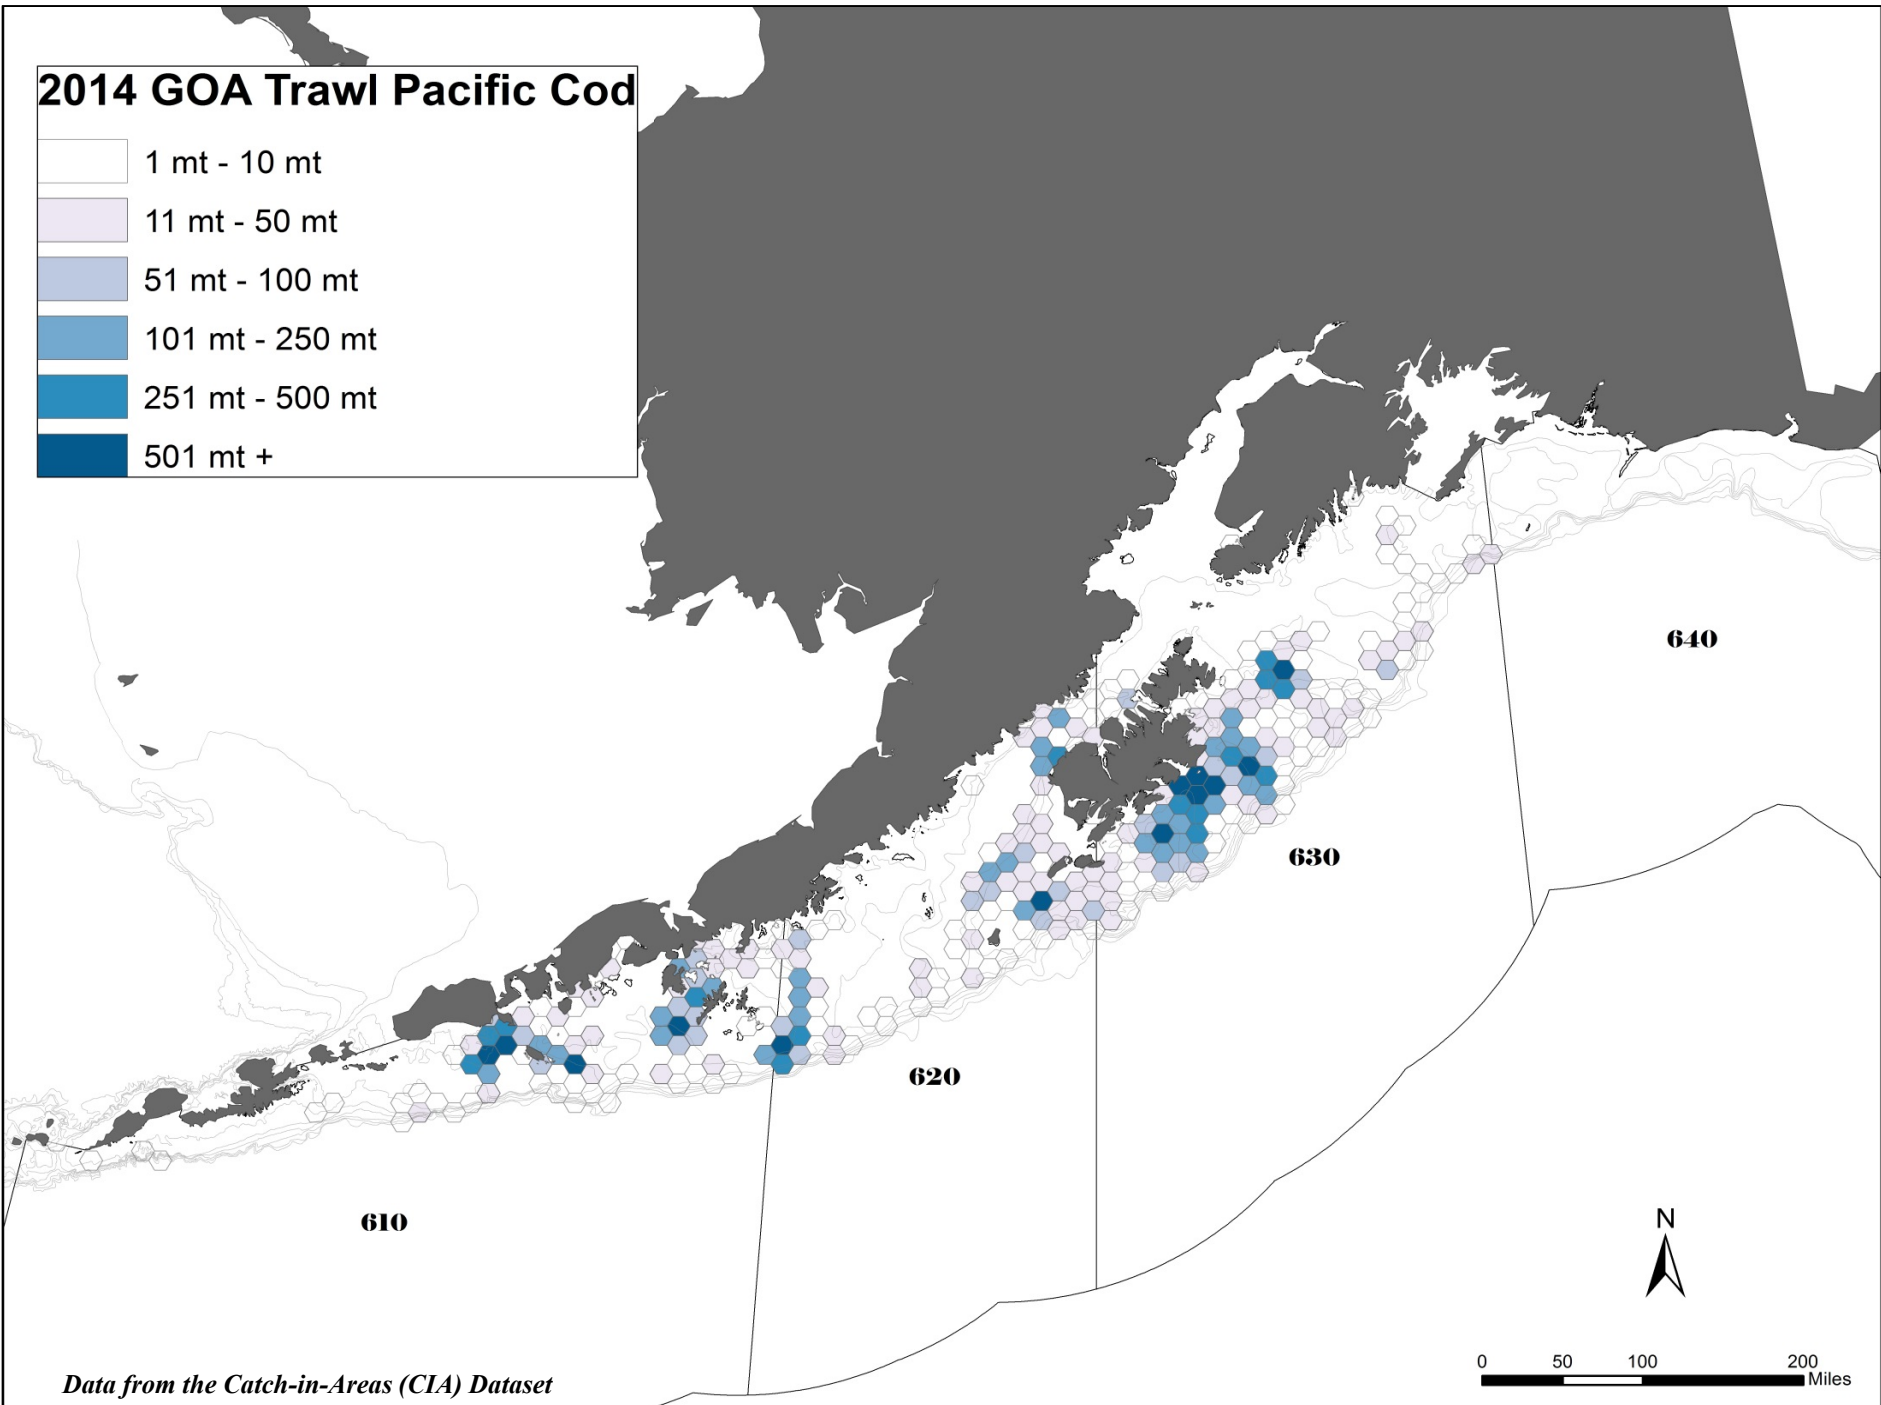 2014 GOA Trawl Pacific Cod
1 mt - 10 mt
11 mt - 50 mt
51 mt - 100 mt
101 mt - 250 mt
251 mt - 500 mt
501 mt +
640
630
620
610
N
0 50 100 200
Miles
Data from the Catch-in-Areas (CIA) Dataset